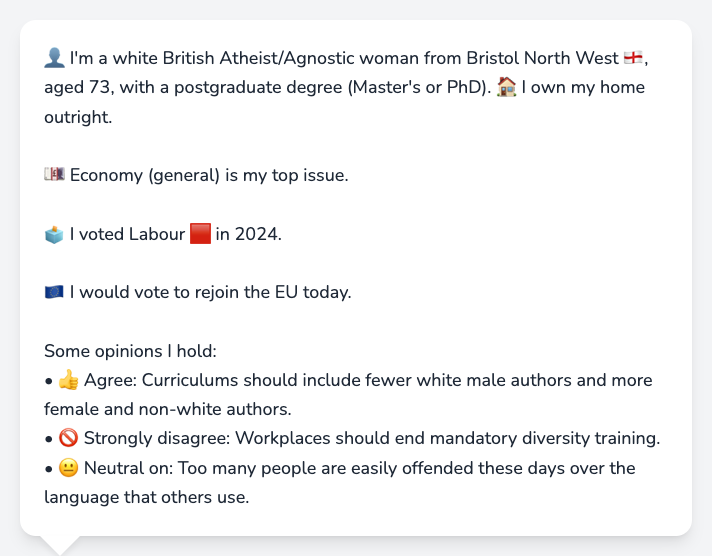 👤 I'm a white British Atheist/Agnostic woman from Bristol North West 🏴󠁧󠁢󠁥󠁮󠁧󠁿,
aged 73, with a postgraduate degree (Master's or PhD). 🏠 I own my home
outright.
💷 Economy (general) is my top issue.
🗳️ I voted Labour 🟥 in 2024.
🇪🇺 I would vote to rejoin the EU today.
Some opinions I hold:
• 👍 Agree: Curriculums should include fewer white male authors and more
female and non-white authors.
• 🚫 Strongly disagree: Workplaces should end mandatory diversity training.
• 😐 Neutral on: Too many people are easily offended these days over the
language that others use.